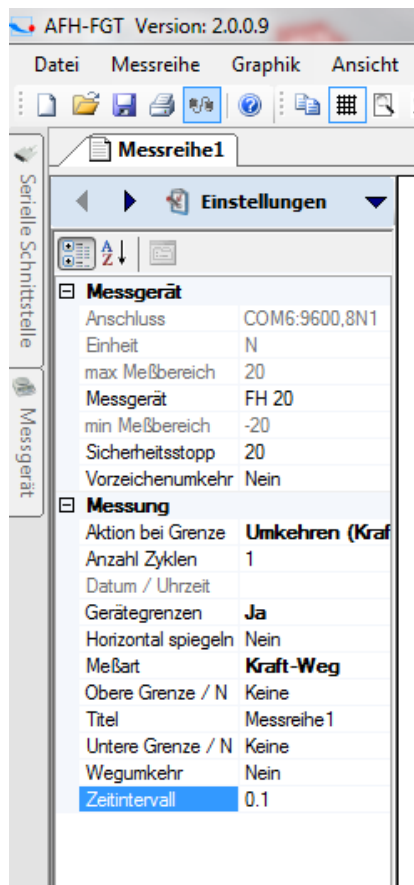 AFH-FGT Version: 2.0.0.9
Datei Messreihe Graphik Ansicht
Messreihe1
Serielle Schnittstelle
Messgerät
Einstellungen
Messgerät
Anschluss COM6:9600,8N1
Einheit N
max Meßbereich 20
Messgerät FH 20
min Meßbereich -20
Sicherheitsstopp 20
Vorzeichenumkehr Nein
Messung
Aktion bei Grenze Umkehren (Kraf
Anzahl Zyklen 1
Datum / Uhrzeit
Gerätegrenzen Ja
Horizontal spiegeln Nein
Meßart Kraft-Weg
Obere Grenze / N Keine
Titel Messreihe1
Untere Grenze / N Keine
Wegumkehr Nein
Zeitintervall 0.1